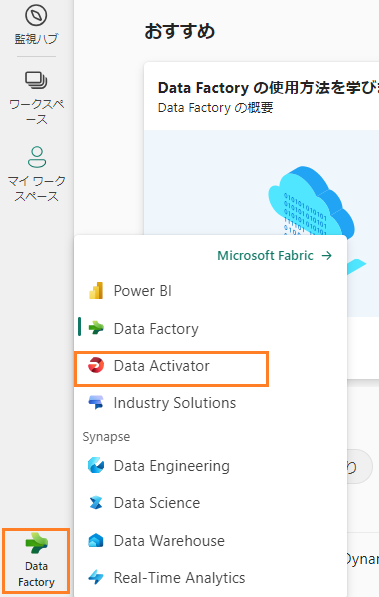 監視ハブ
ワークスペ
ース
マイ ワーク
スペース
おすすめ
Data Factory の使用方法を学び
Data Factory の概要
Microsoft Fabric →
Power BI
Data Factory
Data Activator
Industry Solutions
Synapse
Data Engineering
Data Science
Data Warehouse
Real-Time Analytics
り
Dynam
Data
Factory